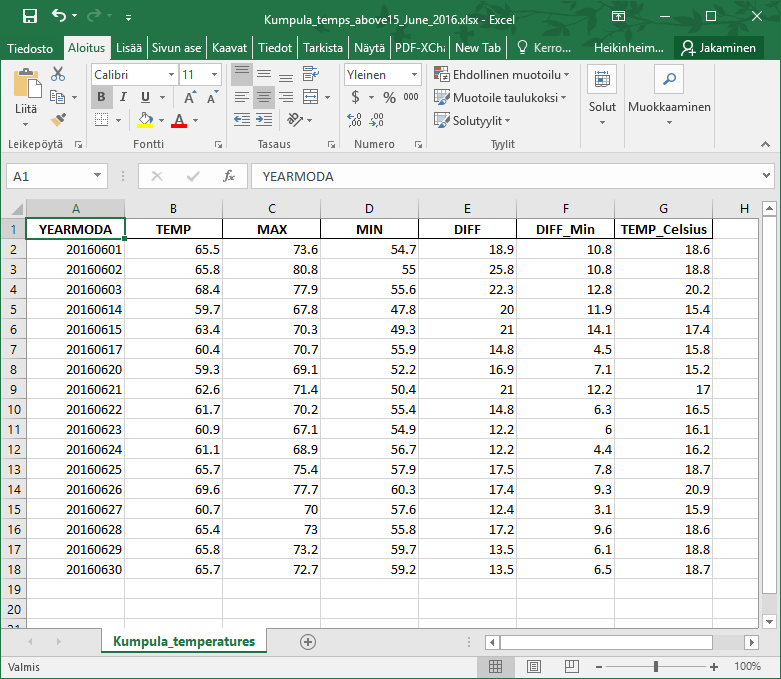 Kumpula_temps_above15_June_2016.xlsx - Excel
Tiedosto Aloitus Lisää Sivun ase Kaavat Tiedot Tarkista Näytä PDF-XCha New Tab Kerro... Heikinheim... Jakaminen
Liitä
Leikepöytä
Calibri 11
B I U A A
A
Fontti
Tasaus
Yleinen
$ % 000
Numero
Ehdollinen muotoilu
Muotoile taulukoksi
Solutyylit
Tyylit
Solut
Muokkaaminen
A1 fx YEARMODA
A B C D E F G H
1 YEARMODA TEMP MAX MIN DIFF DIFF_Min TEMP_Celsius
2 20160601 65.5 73.6 54.7 18.9 10.8 18.6
3 20160602 65.8 80.8 55 25.8 10.8 18.8
4 20160603 68.4 77.9 55.6 22.3 12.8 20.2
5 20160614 59.7 67.8 47.8 20 11.9 15.4
6 20160615 63.4 70.3 49.3 21 14.1 17.4
7 20160617 60.4 70.7 55.9 14.8 4.5 15.8
8 20160620 59.3 69.1 52.2 16.9 7.1 15.2
9 20160621 62.6 71.4 50.4 21 12.2 17
10 20160622 61.7 70.2 55.4 14.8 6.3 16.5
11 20160623 60.9 67.1 54.9 12.2 6 16.1
12 20160624 61.1 68.9 56.7 12.2 4.4 16.2
13 20160625 65.7 75.4 57.9 17.5 7.8 18.7
14 20160626 69.6 77.7 60.3 17.4 9.3 20.9
15 20160627 60.7 70 57.6 12.4 3.1 15.9
16 20160628 65.4 73 55.8 17.2 9.6 18.6
17 20160629 65.8 73.2 59.7 13.5 6.1 18.8
18 20160630 65.7 72.7 59.2 13.5 6.5 18.7
19
20
21
Kumpula_temperatures
Valmis 100%